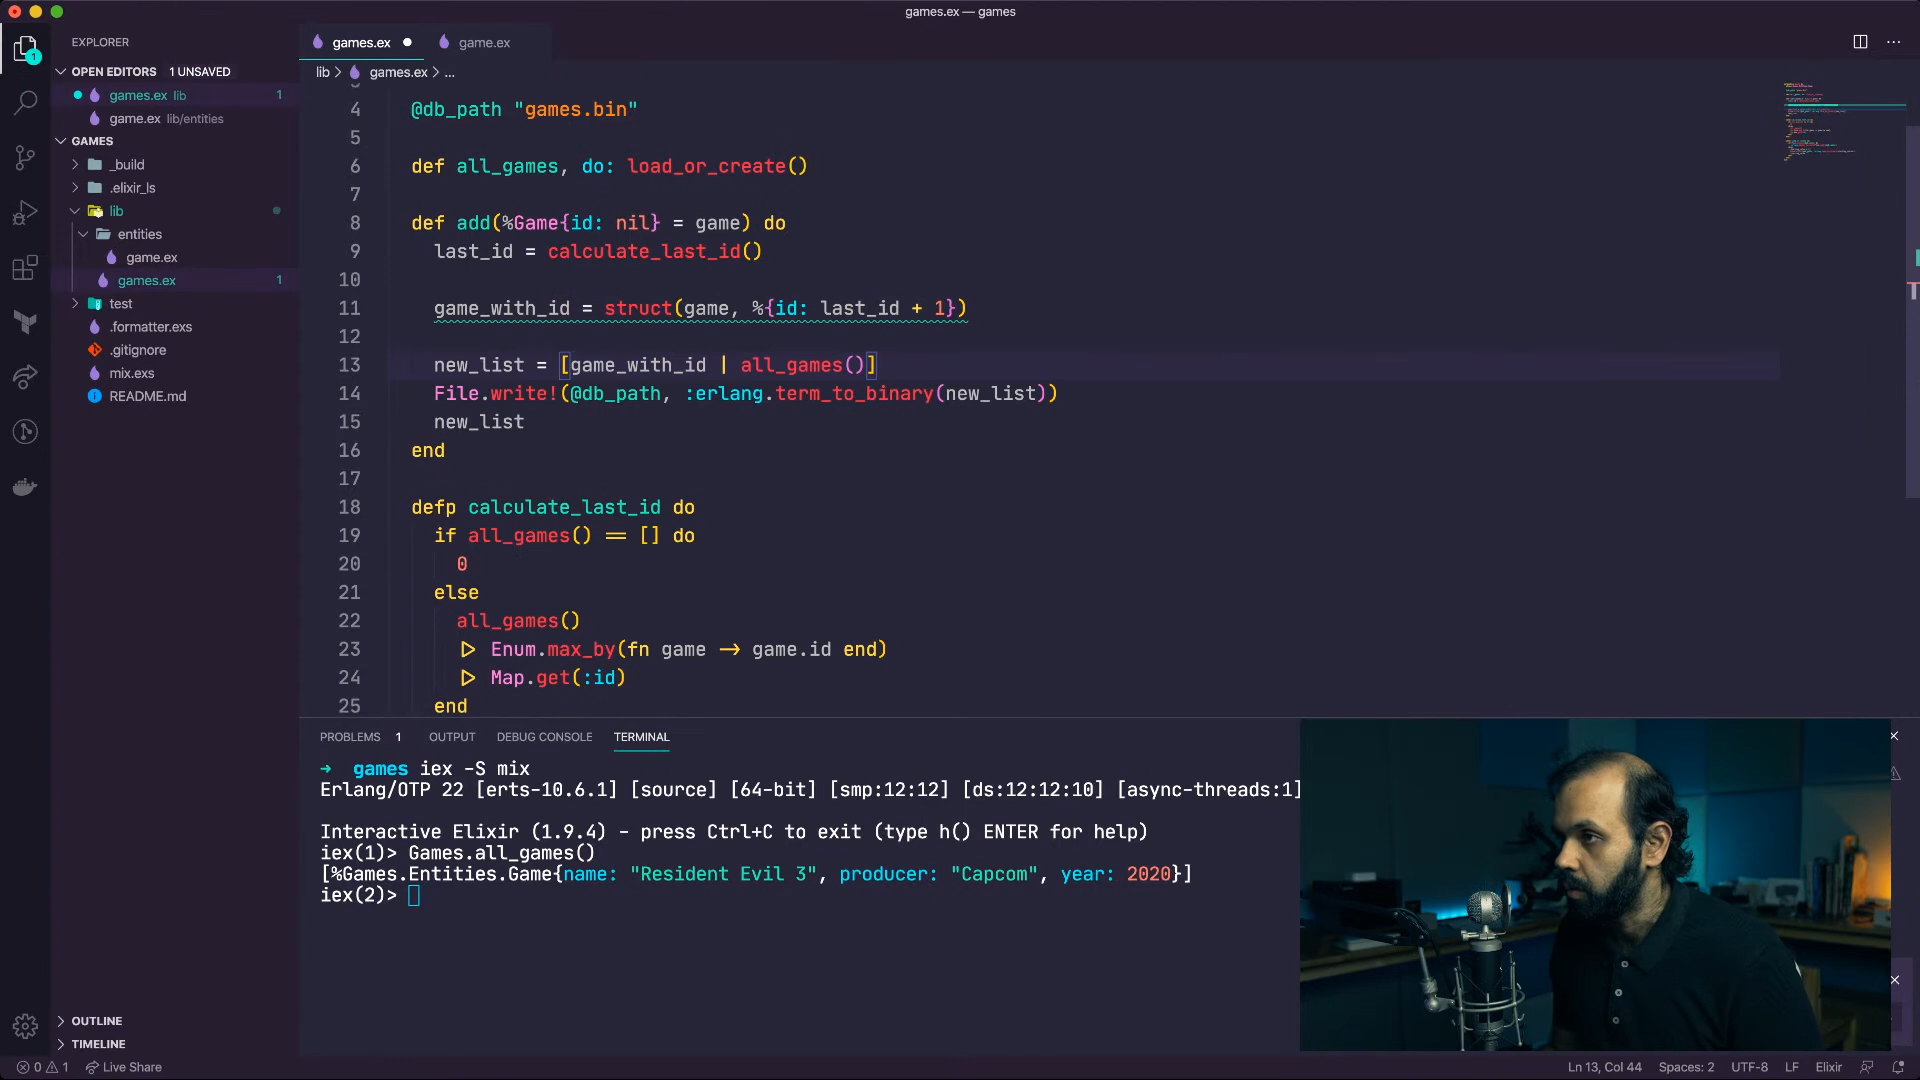 games.ex — games
EXPLORER
OPEN EDITORS 1 UNSAVED
games.ex lib 1
game.ex lib/entities
GAMES
_build
.elixir_ls
lib
entities
game.ex
games.ex 1
test
.formatter.exs
.gitignore
mix.exs
README.md
OUTLINE
TIMELINE
games.ex
game.ex
lib > games.ex > ...
4 @db_path "games.bin"
5
6 def all_games, do: load_or_create()
7
8 def add(%Game{id: nil} = game) do
9 last_id = calculate_last_id()
10
11 game_with_id = struct(game, %{id: last_id + 1})
12
13 new_list = [game_with_id | all_games()]
14 File.write!(@db_path, :erlang.term_to_binary(new_list))
15 new_list
16 end
17
18 defp calculate_last_id do
19 if all_games() == [] do
20 0
21 else
22 all_games()
23 |> Enum.max_by(fn game -> game.id end)
24 |> Map.get(:id)
25 end
PROBLEMS 1 OUTPUT DEBUG CONSOLE TERMINAL
➜ games iex -S mix
Erlang/OTP 22 [erts-10.6.1] [source] [64-bit] [smp:12:12] [ds:12:12:10] [async-threads:1]
Interactive Elixir (1.9.4) - press Ctrl+C to exit (type h() ENTER for help)
iex(1)> Games.all_games()
[%Games.Entities.Game{name: "Resident Evil 3", producer: "Capcom", year: 2020}]
iex(2)>
0 1 Live Share
Ln 13, Col 44 Spaces: 2 UTF-8 LF Elixir